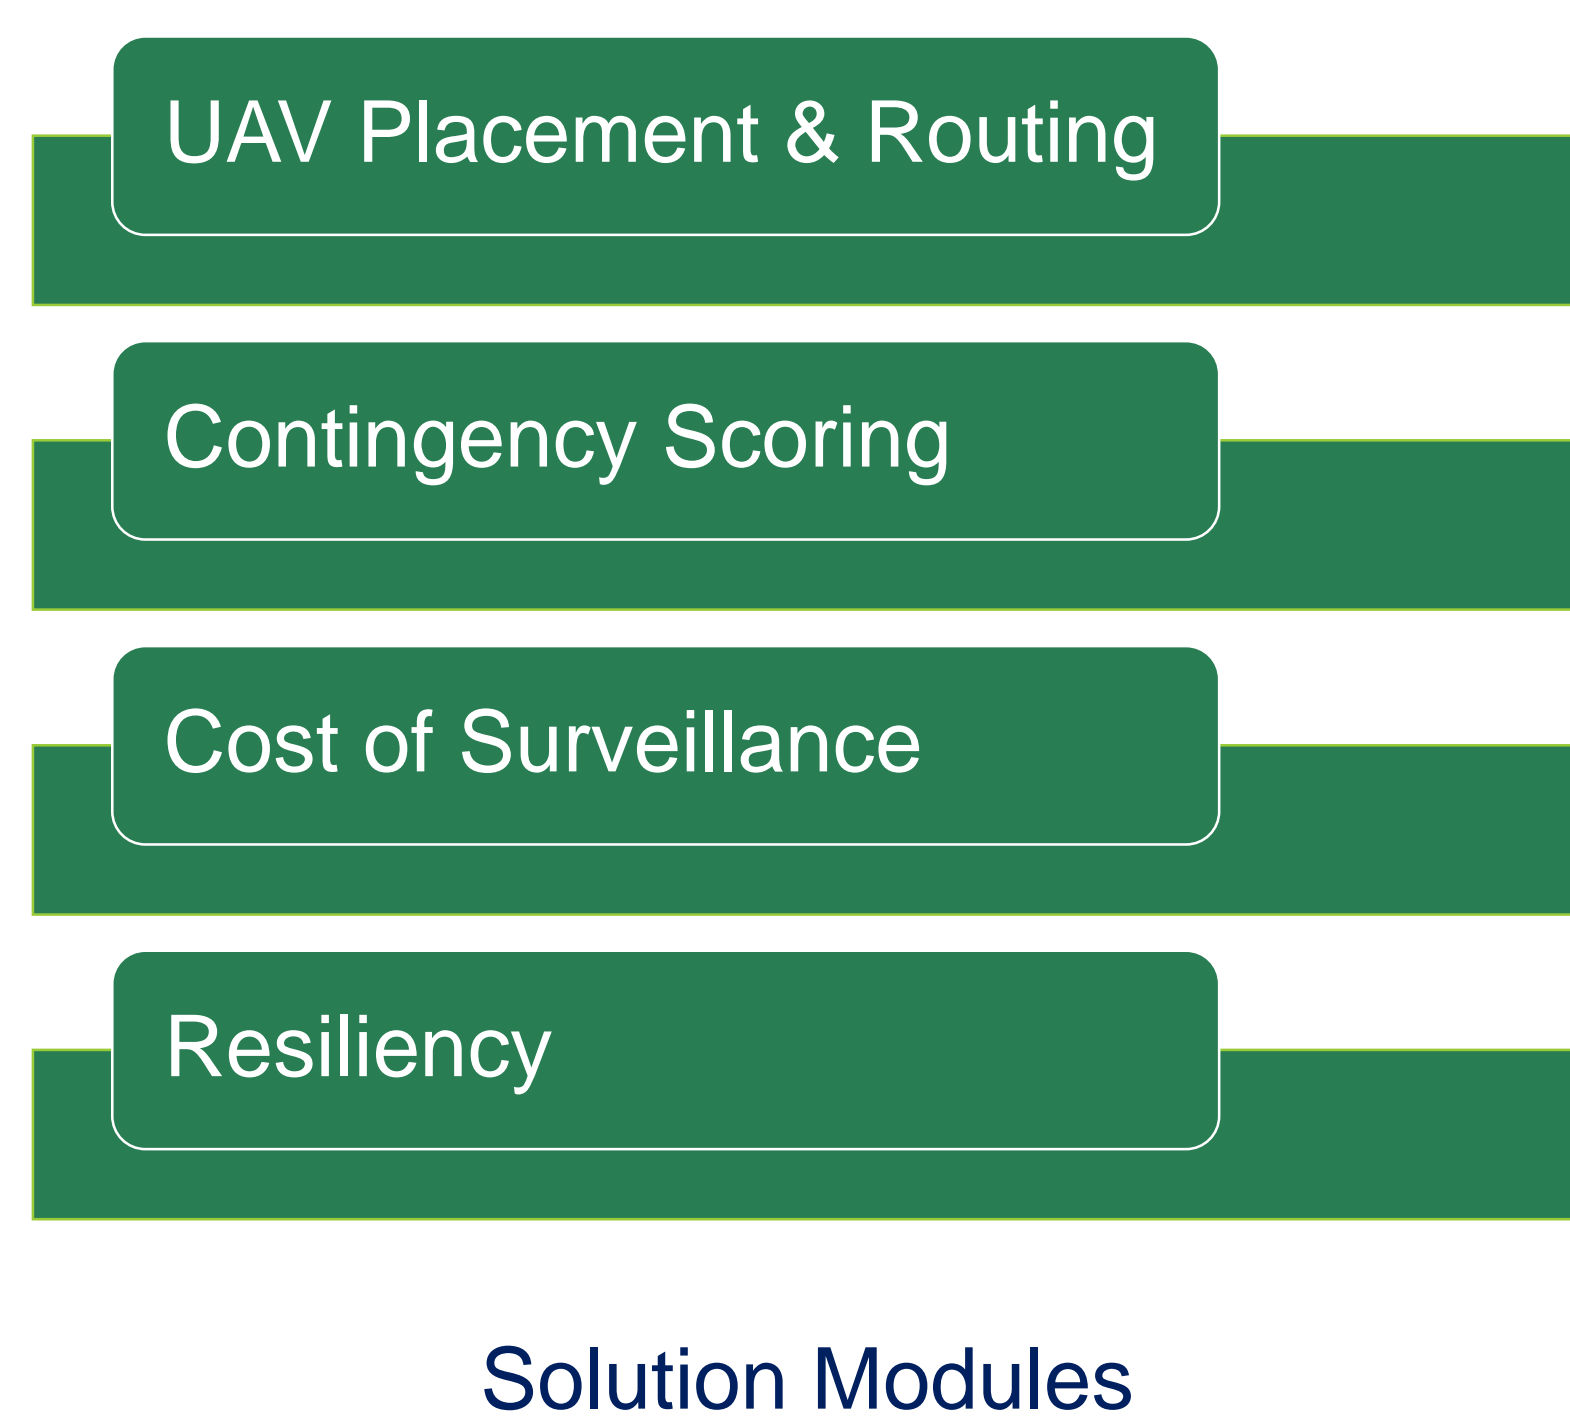 UAV Placement & Routing
Contingency Scoring
Cost of Surveillance
Resiliency
Solution Modules